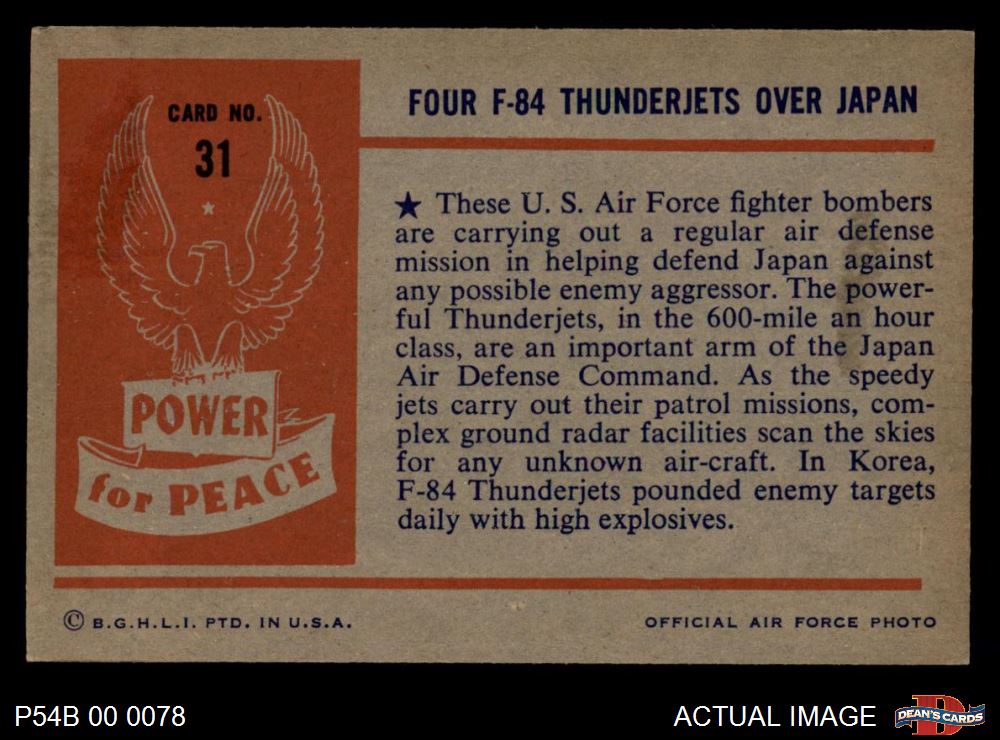 CARD NO.
31
POWER
for PEACE
FOUR F-84 THUNDERJETS OVER JAPAN
★ These U. S. Air Force fighter bombers
are carrying out a regular air defense
mission in helping defend Japan against
any possible enemy aggressor. The power-
ful Thunderjets, in the 600-mile an hour
class, are an important arm of the Japan
Air Defense Command. As the speedy
jets carry out their patrol missions, com-
plex ground radar facilities scan the skies
for any unknown air-craft. In Korea,
F-84 Thunderjets pounded enemy targets
daily with high explosives.
© B.G.H.L.I. PTD. IN U.S.A.
OFFICIAL AIR FORCE PHOTO
P54B 00 0078
ACTUAL IMAGE
DEAN'S CARDS